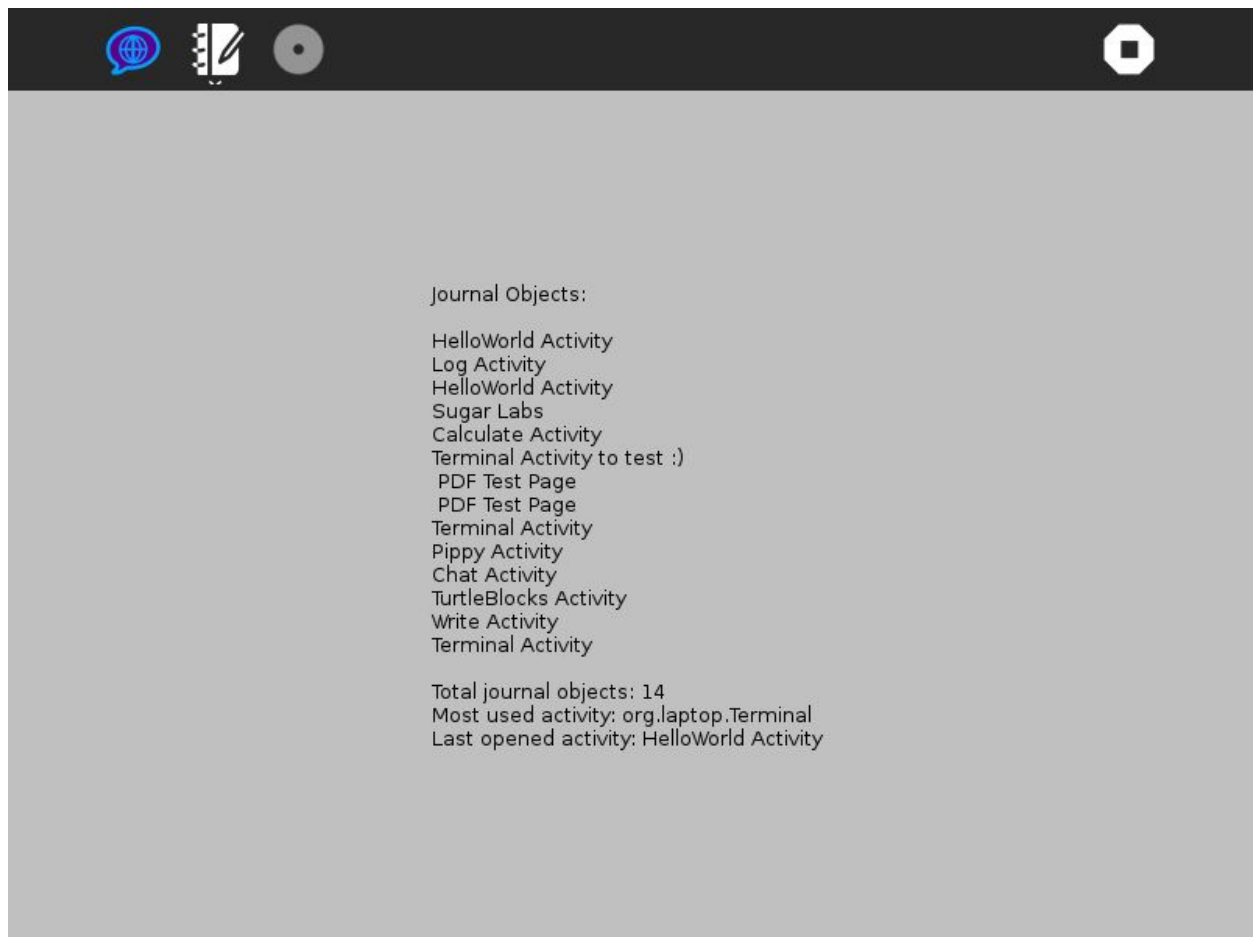 Journal Objects:
HelloWorld Activity
Log Activity
HelloWorld Activity
Sugar Labs
Calculate Activity
Terminal Activity to test :)
PDF Test Page
PDF Test Page
Terminal Activity
Pippy Activity
Chat Activity
TurtleBlocks Activity
Write Activity
Terminal Activity
Total journal objects: 14
Most used activity: org.laptop.Terminal
Last opened activity: HelloWorld Activity